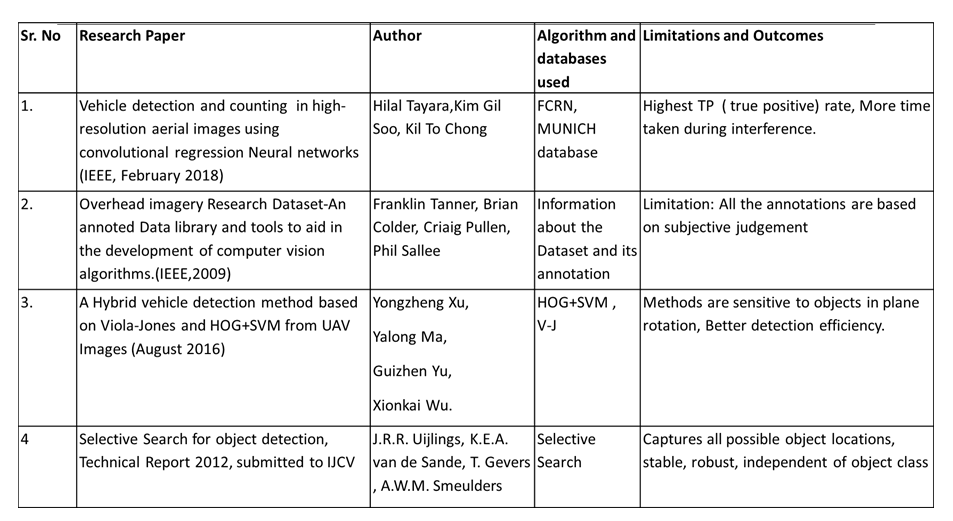 Sr. No Research Paper Author Algorithm and databases used Limitations and Outcomes
1. Vehicle detection and counting in high-
resolution aerial images using
convolutional regression Neural networks
(IEEE, February 2018)
Hilal Tayara,Kim Gil
Soo, Kil To Chong
FCRN,
MUNICH
database
Highest TP ( true positive) rate, More time
taken during interference.
2. Overhead imagery Research Dataset-An
annoted Data library and tools to aid in
the development of computer vision
algorithms.(IEEE,2009)
Franklin Tanner, Brian
Colder, Criaig Pullen,
Phil Sallee
Information
about the
Dataset and its
annotation
Limitation: All the annotations are based
on subjective judgement
3. A Hybrid vehicle detection method based
on Viola-Jones and HOG+SVM from UAV
Images (August 2016)
Yongzheng Xu,
Yalong Ma,
Guizhen Yu,
Xionkai Wu.
HOG+SVM ,
V-J
Methods are sensitive to objects in plane
rotation, Better detection efficiency.
4 Selective Search for object detection,
Technical Report 2012, submitted to IJCV
J.R.R. Uijlings, K.E.A.
van de Sande, T. Gevers
, A.W.M. Smeulders
Selective
Search
Captures all possible object locations,
stable, robust, independent of object class